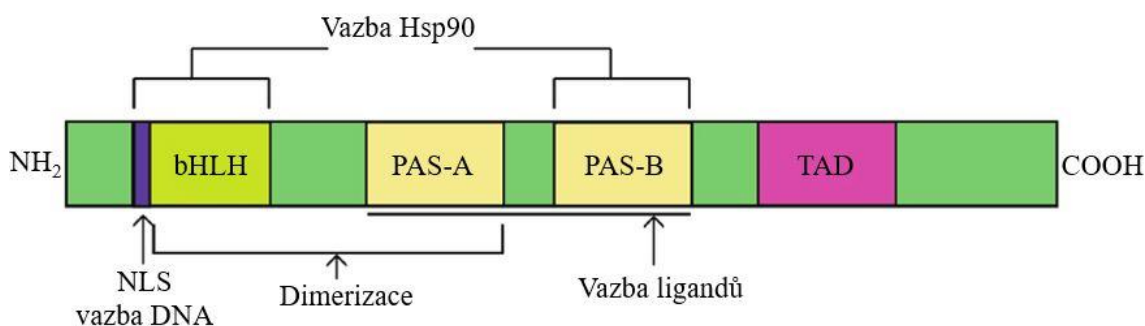 Vazba Hsp90
NH2
bHLH
PAS-A
PAS-B
TAD
COOH
NLS
vazba DNA
Dimerizace
Vazba ligandů